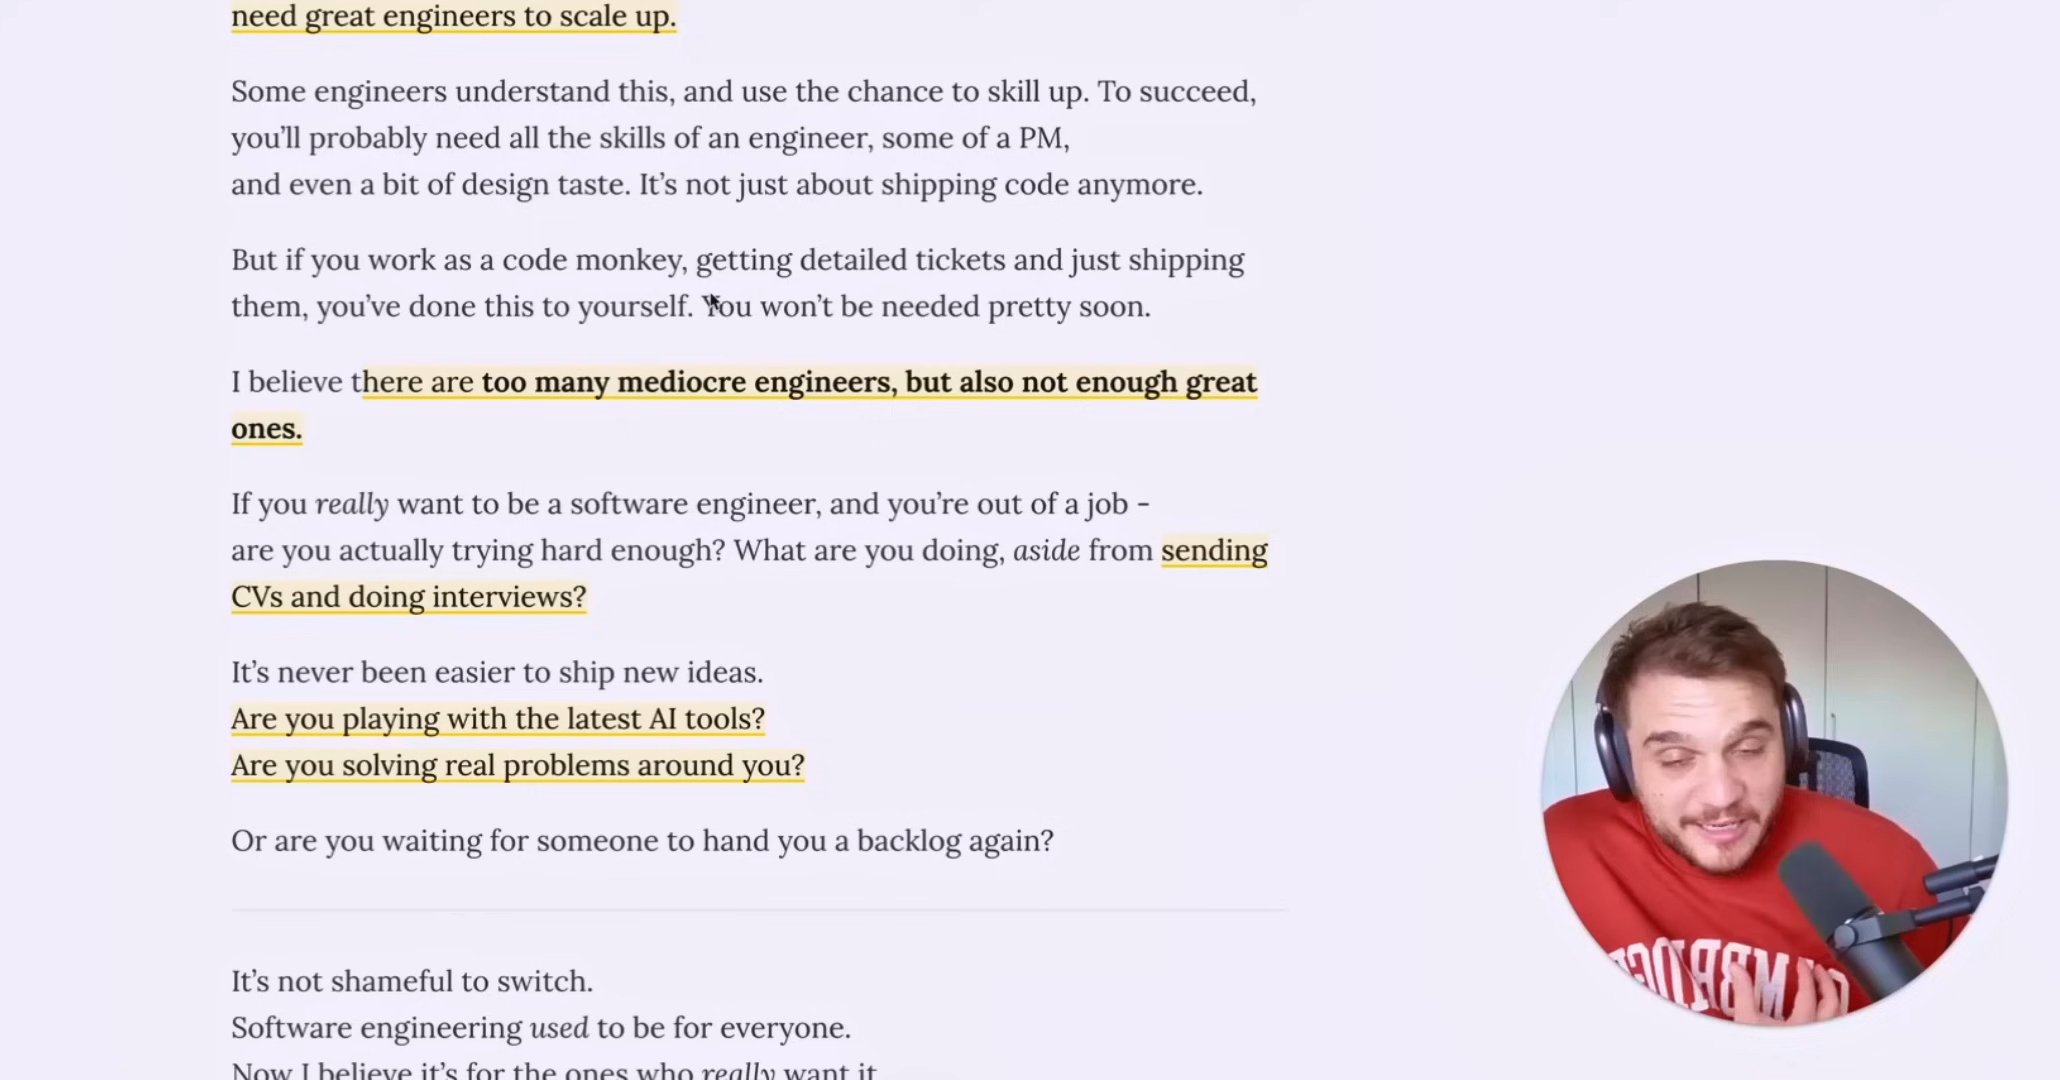 need great engineers to scale up.
Some engineers understand this, and use the chance to skill up. To succeed,
you'll probably need all the skills of an engineer, some of a PM,
and even a bit of design taste. It's not just about shipping code anymore.
But if you work as a code monkey, getting detailed tickets and just shipping
them, you've done this to yourself. You won't be needed pretty soon.
I believe there are too many mediocre engineers, but also not enough great
ones.
If you really want to be a software engineer, and you're out of a job -
are you actually trying hard enough? What are you doing, aside from sending
CVs and doing interviews?
It's never been easier to ship new ideas.
Are you playing with the latest AI tools?
Are you solving real problems around you?
Or are you waiting for someone to hand you a backlog again?
It's not shameful to switch.
Software engineering used to be for everyone.
Now I believe it's for the ones who really want it